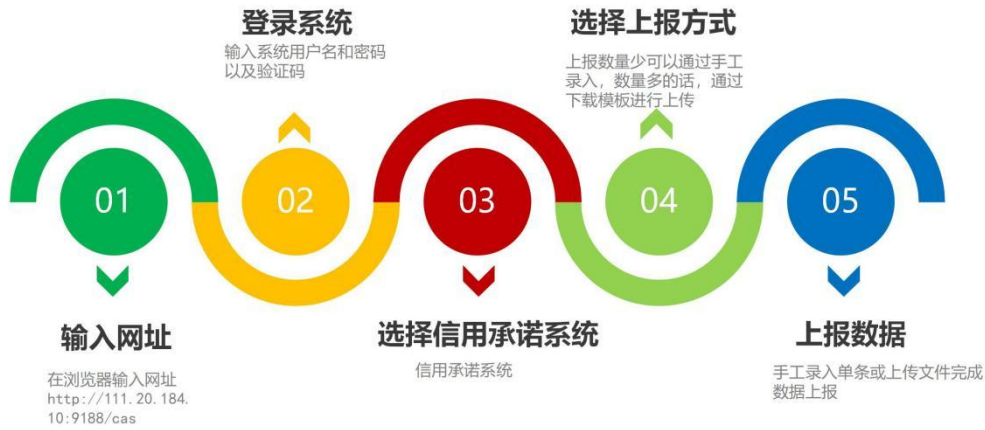 登录系统
输入系统用户名和密码
以及验证码
选择上报方式
上报数量少可以通过手工
录入，数量多的话，通过
下载模板进行上传
01
02
03
04
05
输入网址
在浏览器输入网址
http://111.20.184.
10:9188/cas
选择信用承诺系统
信用承诺系统
上报数据
手工录入单条或上传文件完成
数据上报